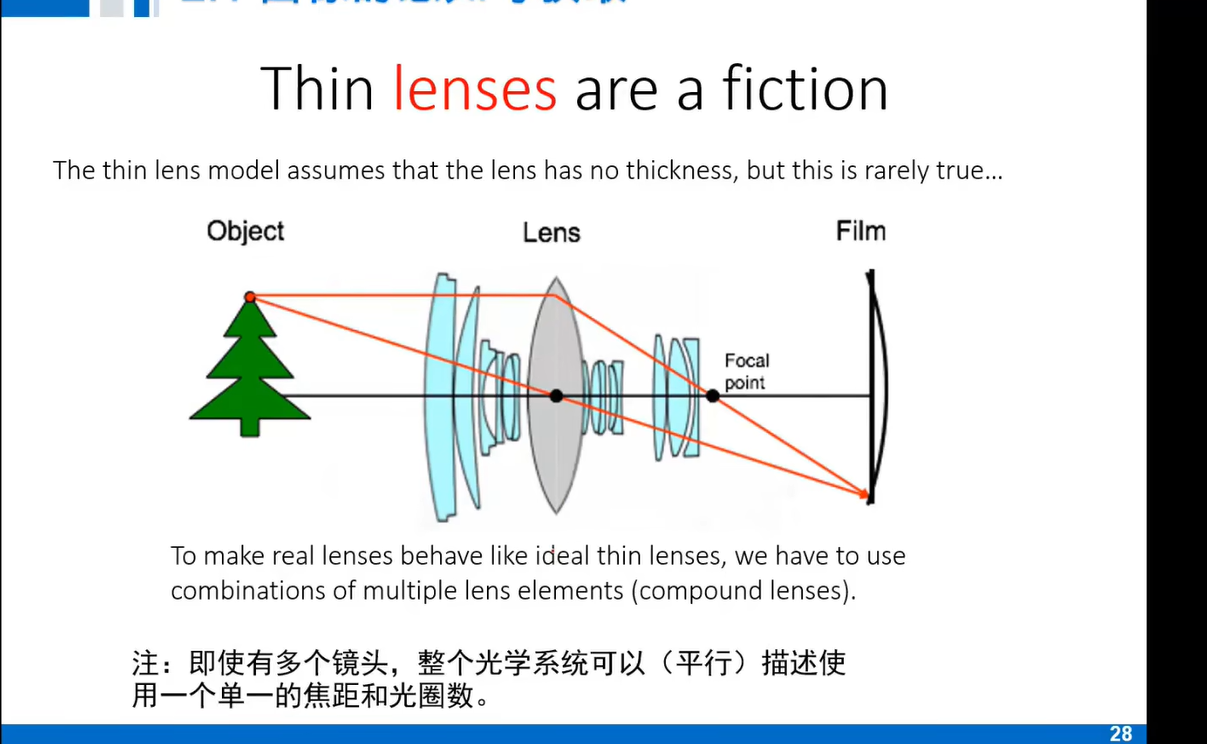 Thin lenses are a fiction
The thin lens model assumes that the lens has no thickness, but this is rarely true…
Object
Lens
Film
Focal
point
To make real lenses behave like ideal thin lenses, we have to use
combinations of multiple lens elements (compound lenses).
注：即使有多个镜头，整个光学系统可以（平行）描述使
用一个单一的焦距和光圈数。
28